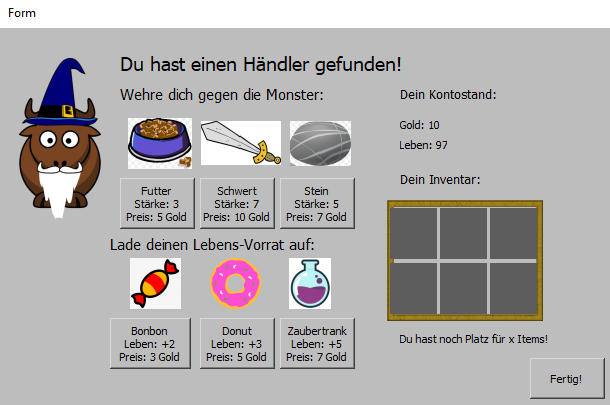 Form
Du hast einen Händler gefunden!
Wehre dich gegen die Monster:
Futter
Stärke: 3
Preis: 5 Gold
Schwert
Stärke: 7
Preis: 10 Gold
Stein
Stärke: 5
Preis: 7 Gold
Lade deinen Lebens-Vorrat auf:
Bonbon
Leben: +2
Preis: 3 Gold
Donut
Leben: +3
Preis: 5 Gold
Zaubertrank
Leben: +5
Preis: 7 Gold
Dein Kontostand:
Gold: 10
Leben: 97
Dein Inventar:
Du hast noch Platz für x Items!
Fertig!